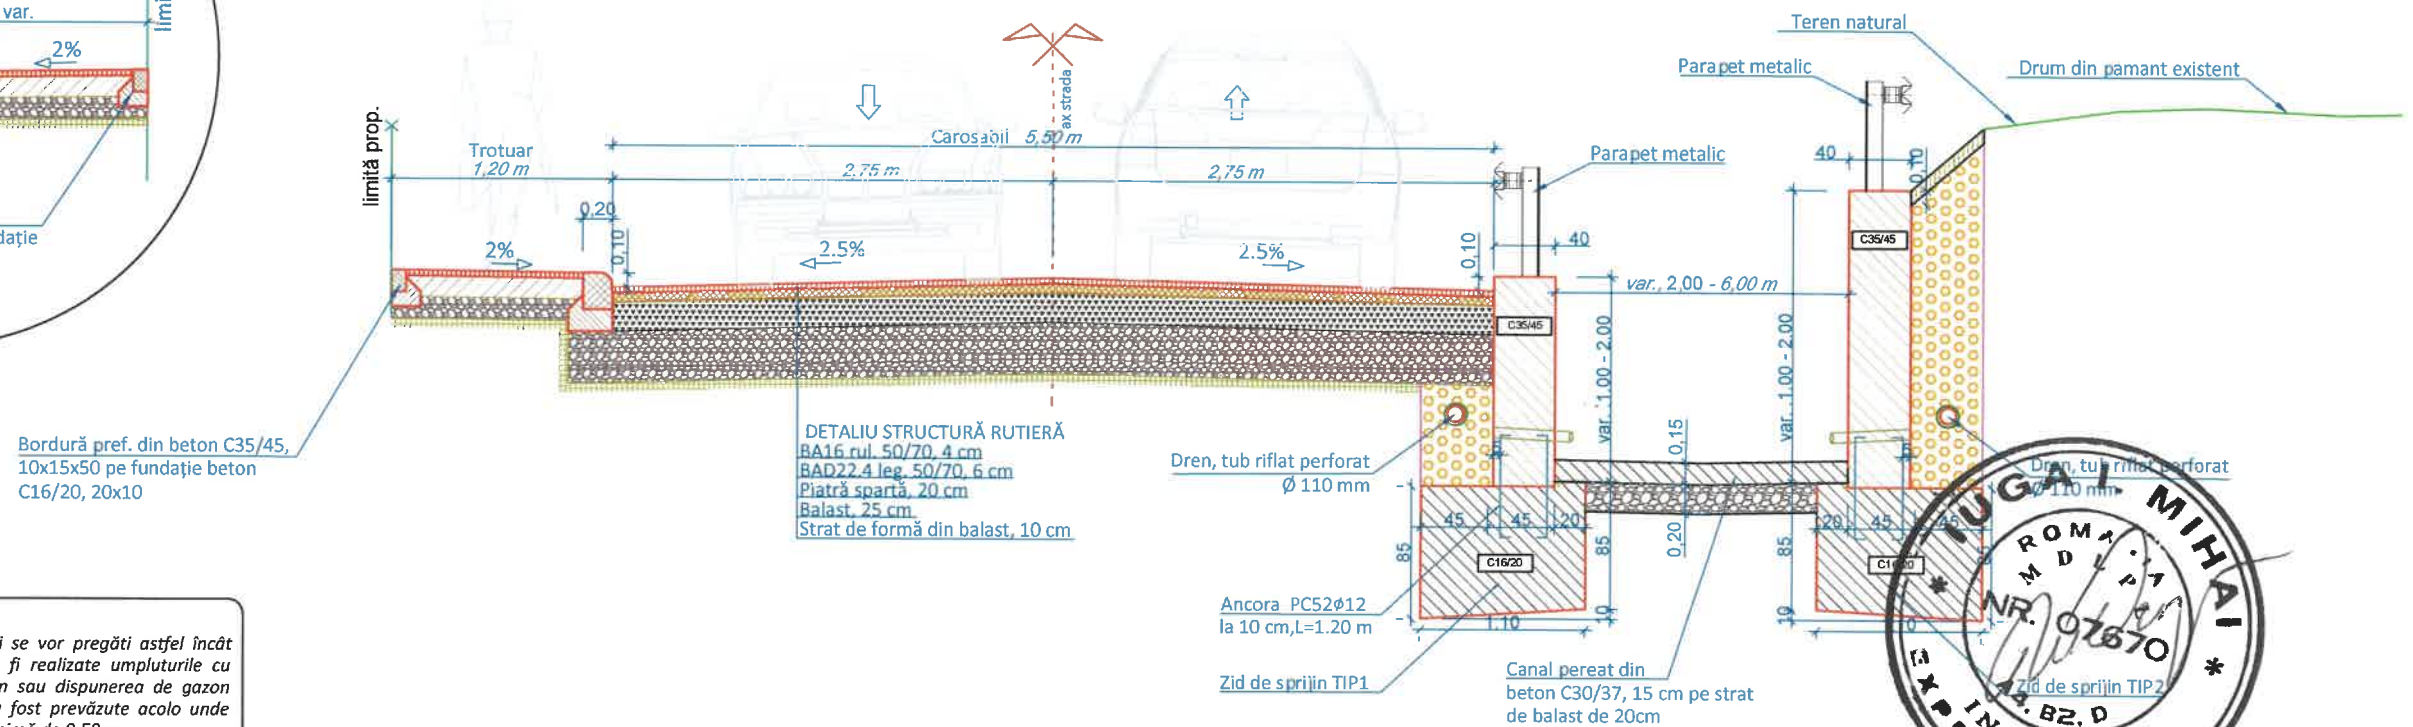 var.
2%
dație
limită prop.
Trotuar
1,20 m
0,20
0,10
2%
Carosabil 5,50 m
2,75 m
2,75 m
ax strada
2.5%
2.5%
0,10
40
Parapet metalic
Parapet metalic
Teren natural
Drum din pamant existent
40
0,10
C35/45
C35/45
var., 2,00 - 6,00 m
var. 1.00 - 2.00
var. 1.00 - 2.00
Bordură pref. din beton C35/45,
10x15x50 pe fundație beton
C16/20, 20x10
DETALIU STRUCTURĂ RUTIERĂ
BA16 rul. 50/70, 4 cm
BAD22.4 leg. 50/70, 6 cm
Piatră spartă, 20 cm
Balast, 25 cm
Strat de formă din balast, 10 cm
Dren, tub riflat perforat
Ø 110 mm
Dren, tub riflat perforat
Ø 110 mm
0,15
0,20
45
45
20
85
85
10
1.10
C16/20
20
45
45
85
10
Ancora PC52ϕ12
la 10 cm,L=1.20 m
Zid de sprijin TIP1
Canal pereat din
beton C30/37, 15 cm pe strat
de balast de 20cm
Zid de sprijin TIP2
MIHAI
NR. 07670
B2, D
i se vor pregăti astfel încât
fi realizate umpluturile cu
sau dispunerea de gazon
fost prevăzute acolo unde